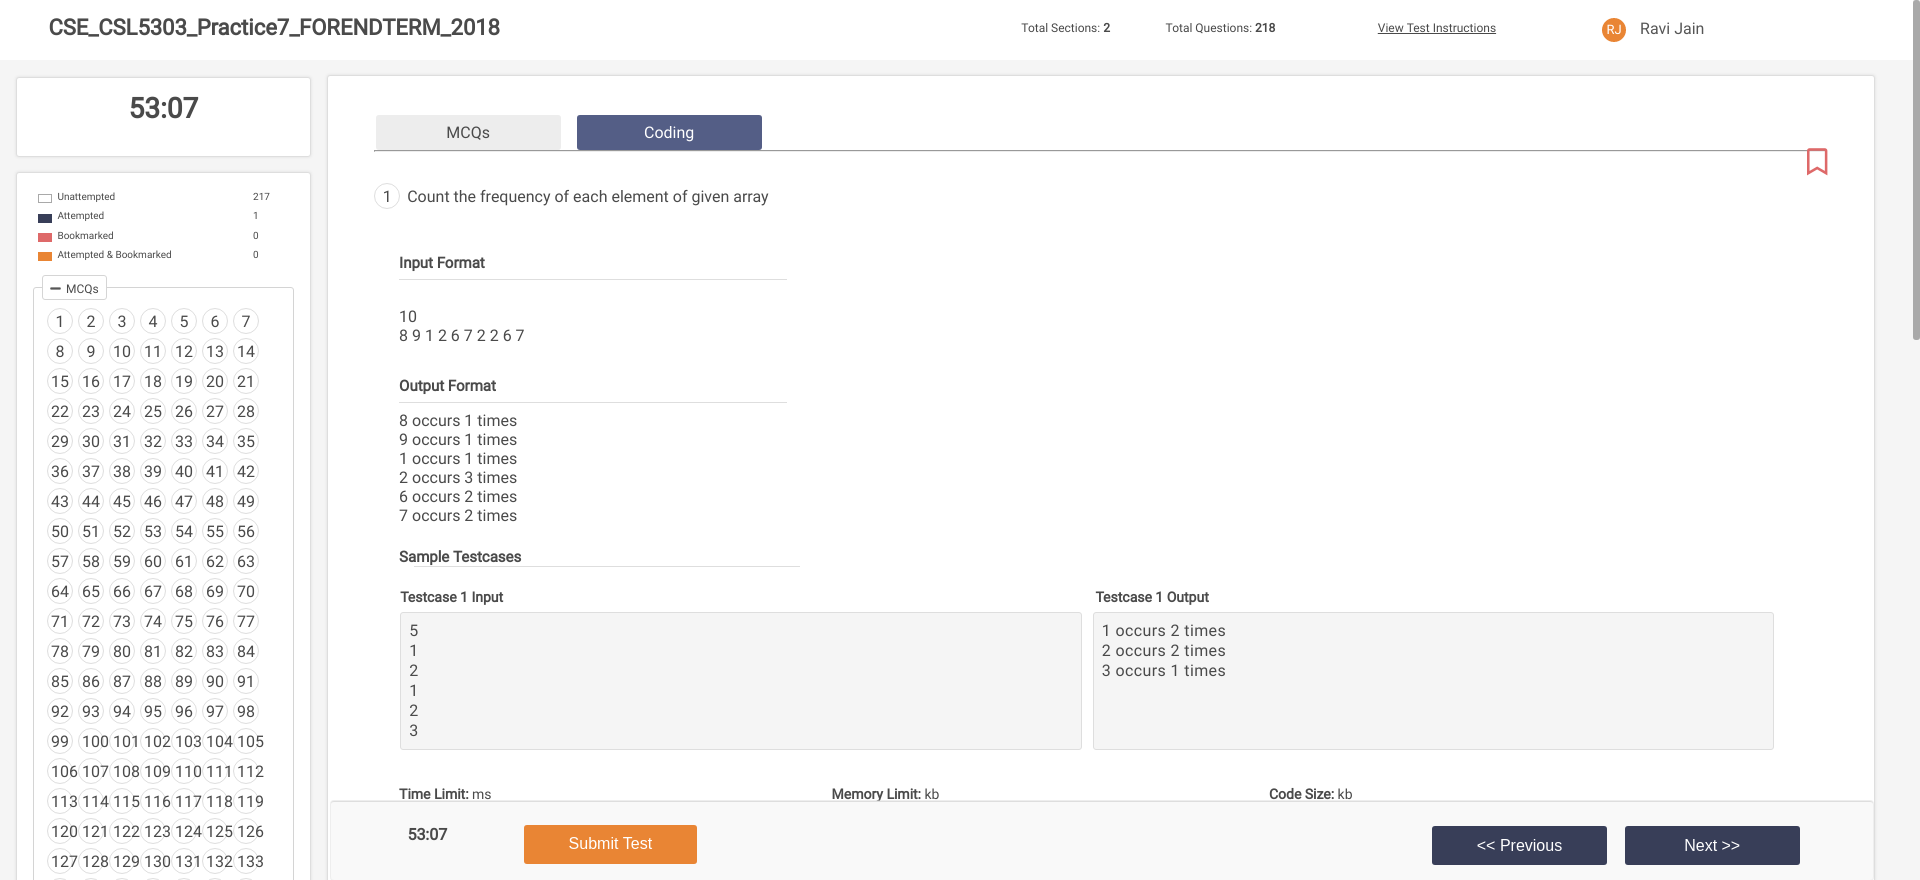 CSE_CSL5303_Practice7_FORENDTERM_2018
Total Sections: 2
Total Questions: 218
View Test Instructions
RJ
Ravi Jain
53:07
Unattempted 217
Attempted 1
Bookmarked 0
Attempted & Bookmarked 0
MCQs
1 2 3 4 5 6 7
8 9 10 11 12 13 14
15 16 17 18 19 20 21
22 23 24 25 26 27 28
29 30 31 32 33 34 35
36 37 38 39 40 41 42
43 44 45 46 47 48 49
50 51 52 53 54 55 56
57 58 59 60 61 62 63
64 65 66 67 68 69 70
71 72 73 74 75 76 77
78 79 80 81 82 83 84
85 86 87 88 89 90 91
92 93 94 95 96 97 98
99 100 101 102 103 104 105
106 107 108 109 110 111 112
113 114 115 116 117 118 119
120 121 122 123 124 125 126
127 128 129 130 131 132 133
MCQs
Coding
1 Count the frequency of each element of given array
Input Format
10
8 9 1 2 6 7 2 2 6 7
Output Format
8 occurs 1 times
9 occurs 1 times
1 occurs 1 times
2 occurs 3 times
6 occurs 2 times
7 occurs 2 times
Sample Testcases
Testcase 1 Input
5
1
2
1
2
3
Testcase 1 Output
1 occurs 2 times
2 occurs 2 times
3 occurs 1 times
Time Limit: ms
Memory Limit: kb
Code Size: kb
53:07
Submit Test
<< Previous
Next >>